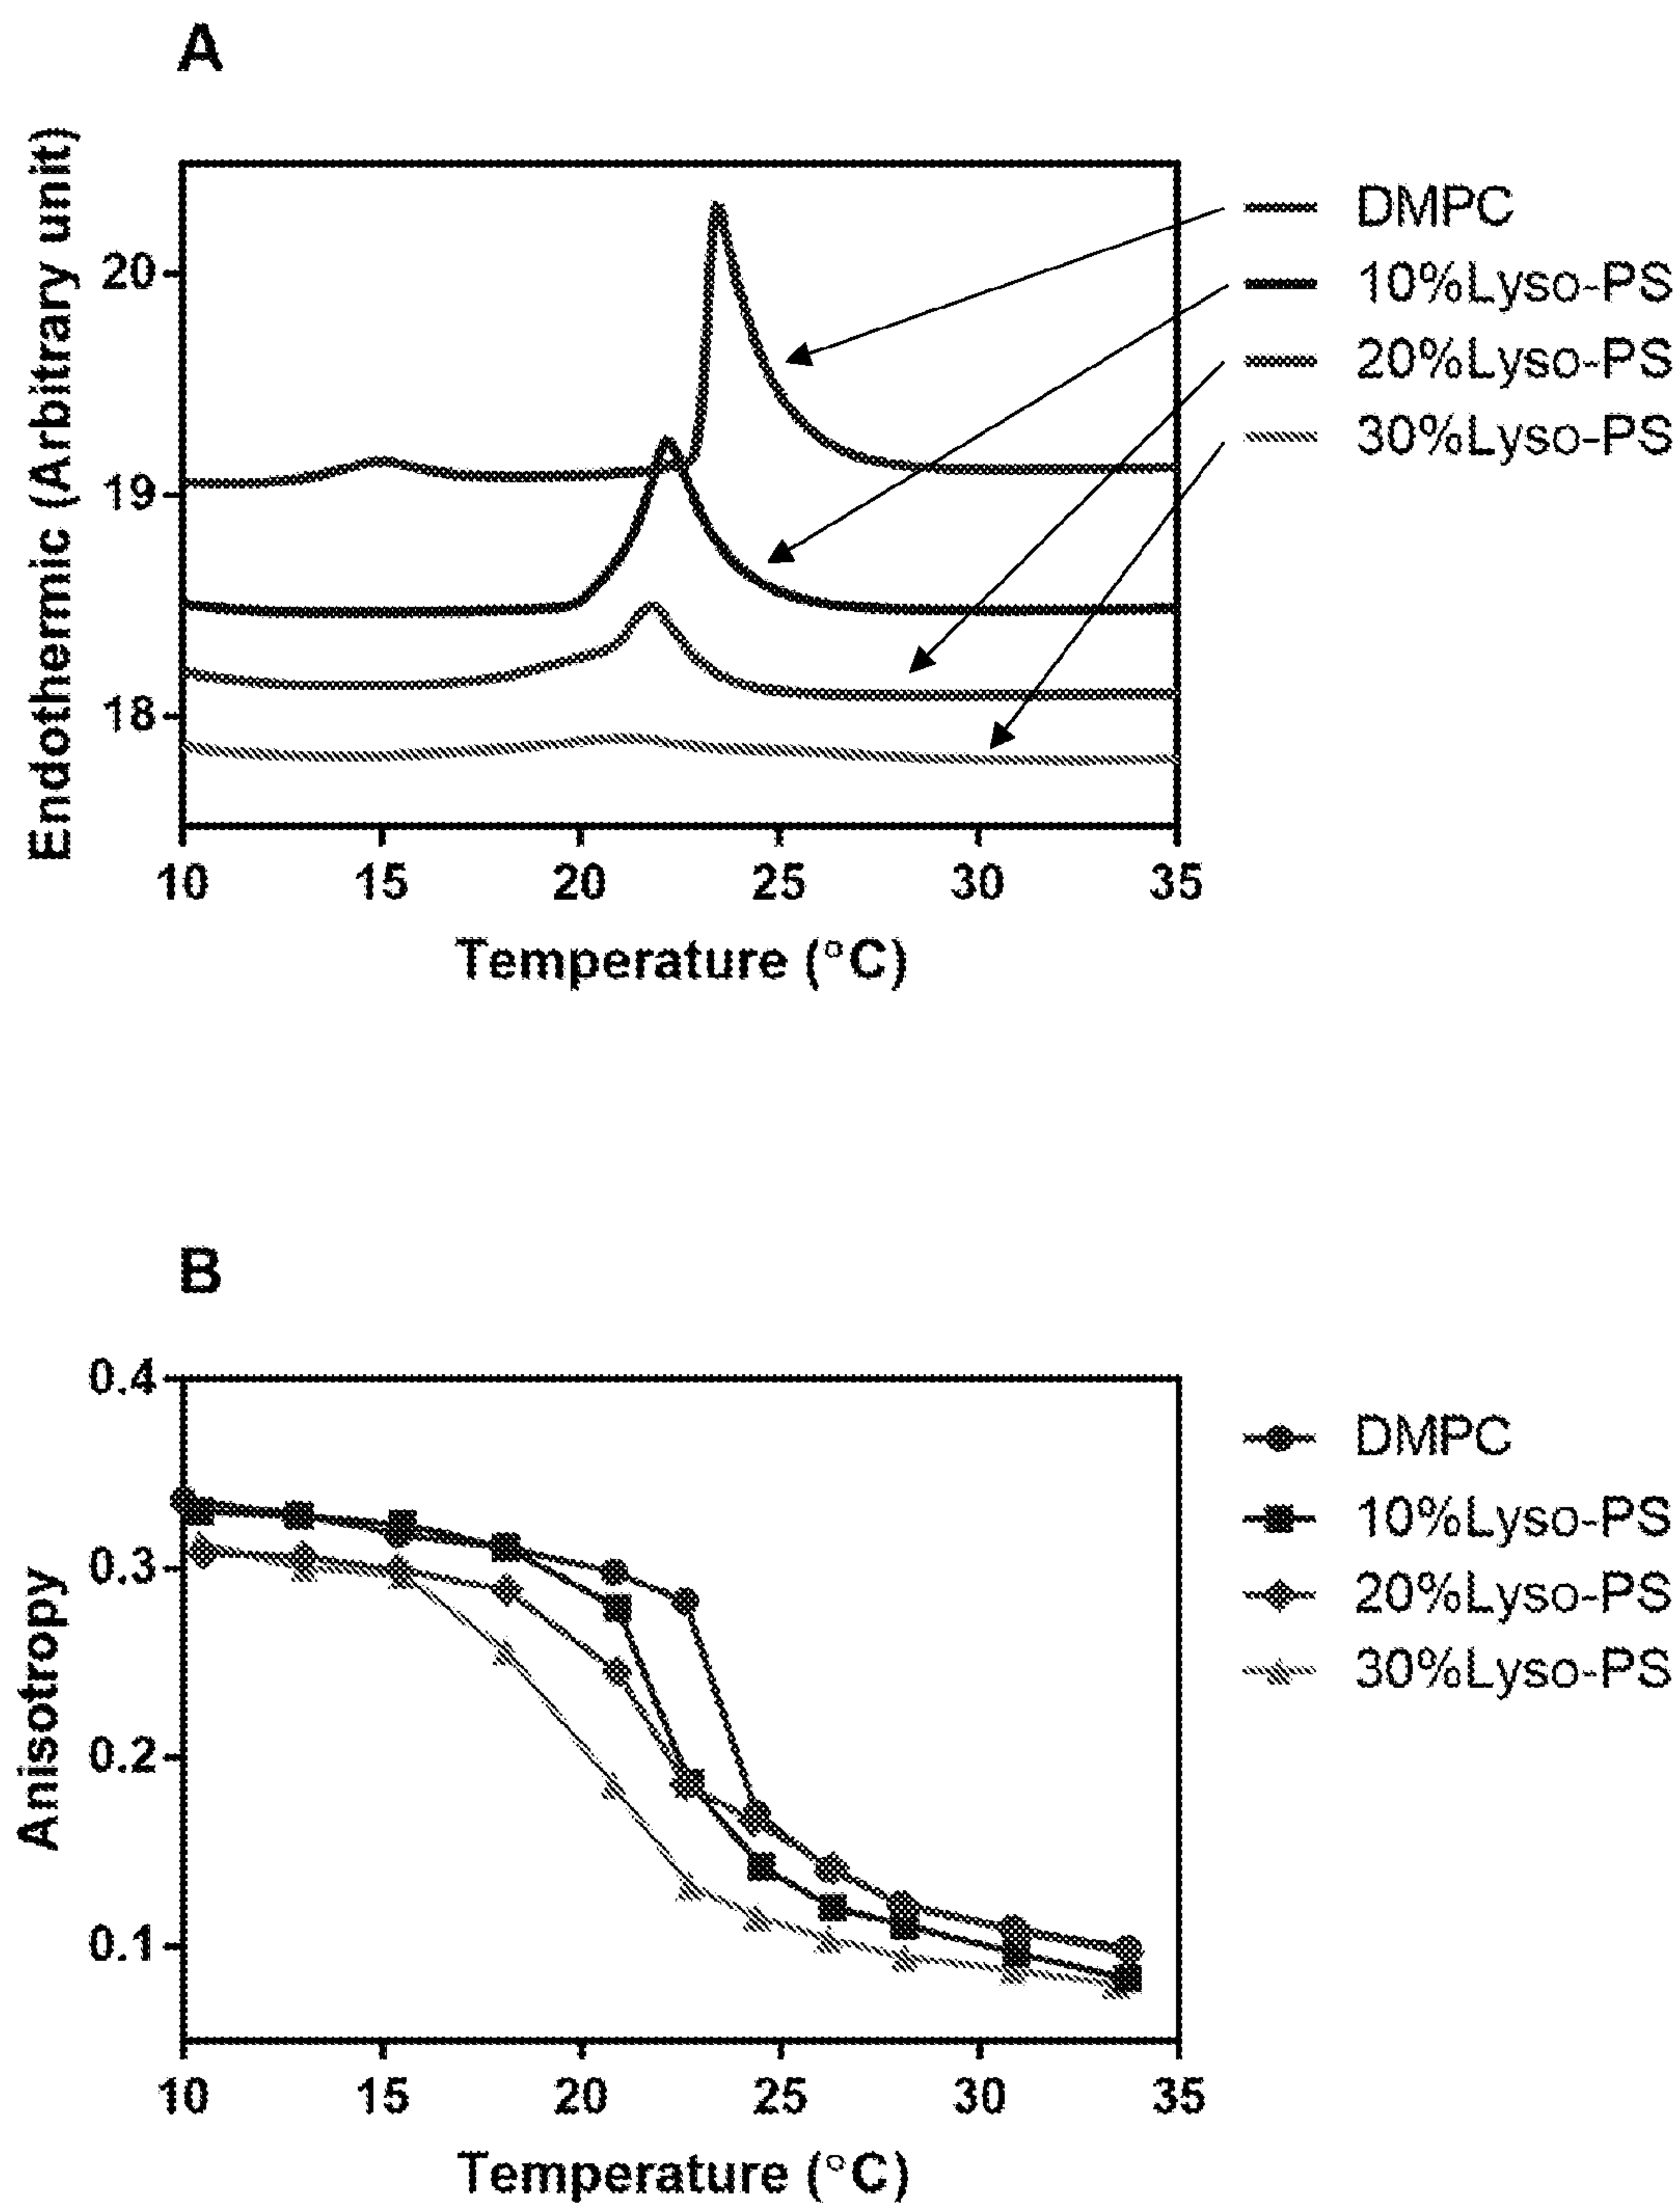 A
Endothermic (Arbitrary unit)
20
19
18
10 15 20 25 30 35
Temperature (°C)
DMPC
10%Lyso-PS
20%Lyso-PS
30%Lyso-PS
B
Anisotropy
0.4
0.3
0.2
0.1
10 15 20 25 30 35
Temperature (°C)
DMPC
10%Lyso-PS
20%Lyso-PS
30%Lyso-PS